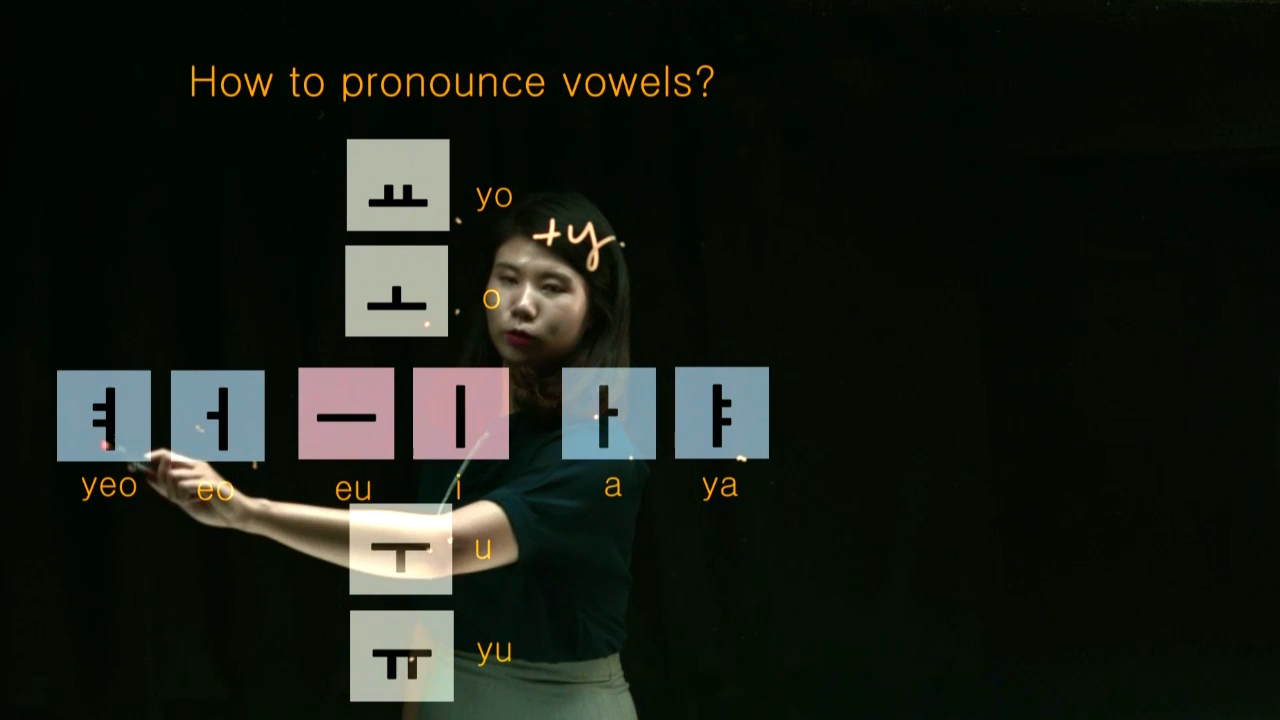 How to pronounce vowels?
ㅛ yo
+y
ㅗ o
ㅕ ㅓ ㅡ ㅣ ㅏ ㅑ
yeo eo eu i a ya
ㅜ u
ㅠ yu